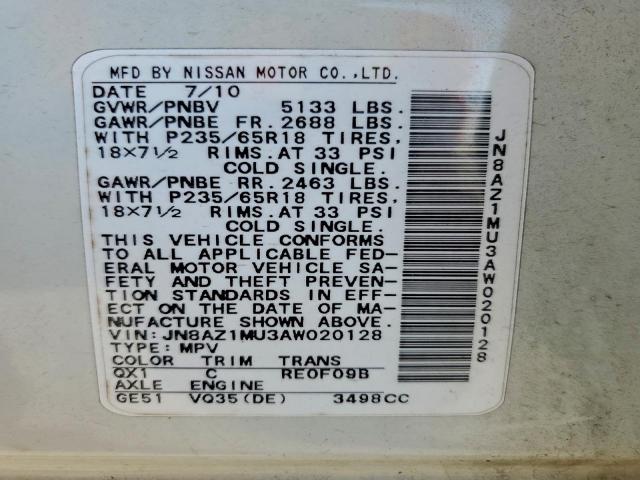 MFD BY NISSAN MOTOR CO.,LTD.
DATE 7/10
GVWR/PNBV 5133 LBS.
GAWR/PNBE FR.2688 LBS.
WITH P235/65R18 TIRES,
18×7½ RIMS.AT 33 PSI
COLD SINGLE.
GAWR/PNBE RR.2463 LBS.
WITH P235/65R18 TIRES,
18×7½ RIMS.AT 33 PSI
COLD SINGLE.
THIS VEHICLE CONFORMS
TO ALL APPLICABLE FED-
ERAL MOTOR VEHICLE SA-
FETY AND THEFT PREVEN-
TION STANDARDS IN EFF-
ECT ON THE DATE OF MA-
NUFACTURE SHOWN ABOVE.
VIN:JN8AZ1MU3AW020128
TYPE:MPV
COLOR TRIM TRANS
QX1 C RE0F09B
AXLE ENGINE
GE51 VQ35(DE) 3498CC
JN8AZ1MU3AW020128